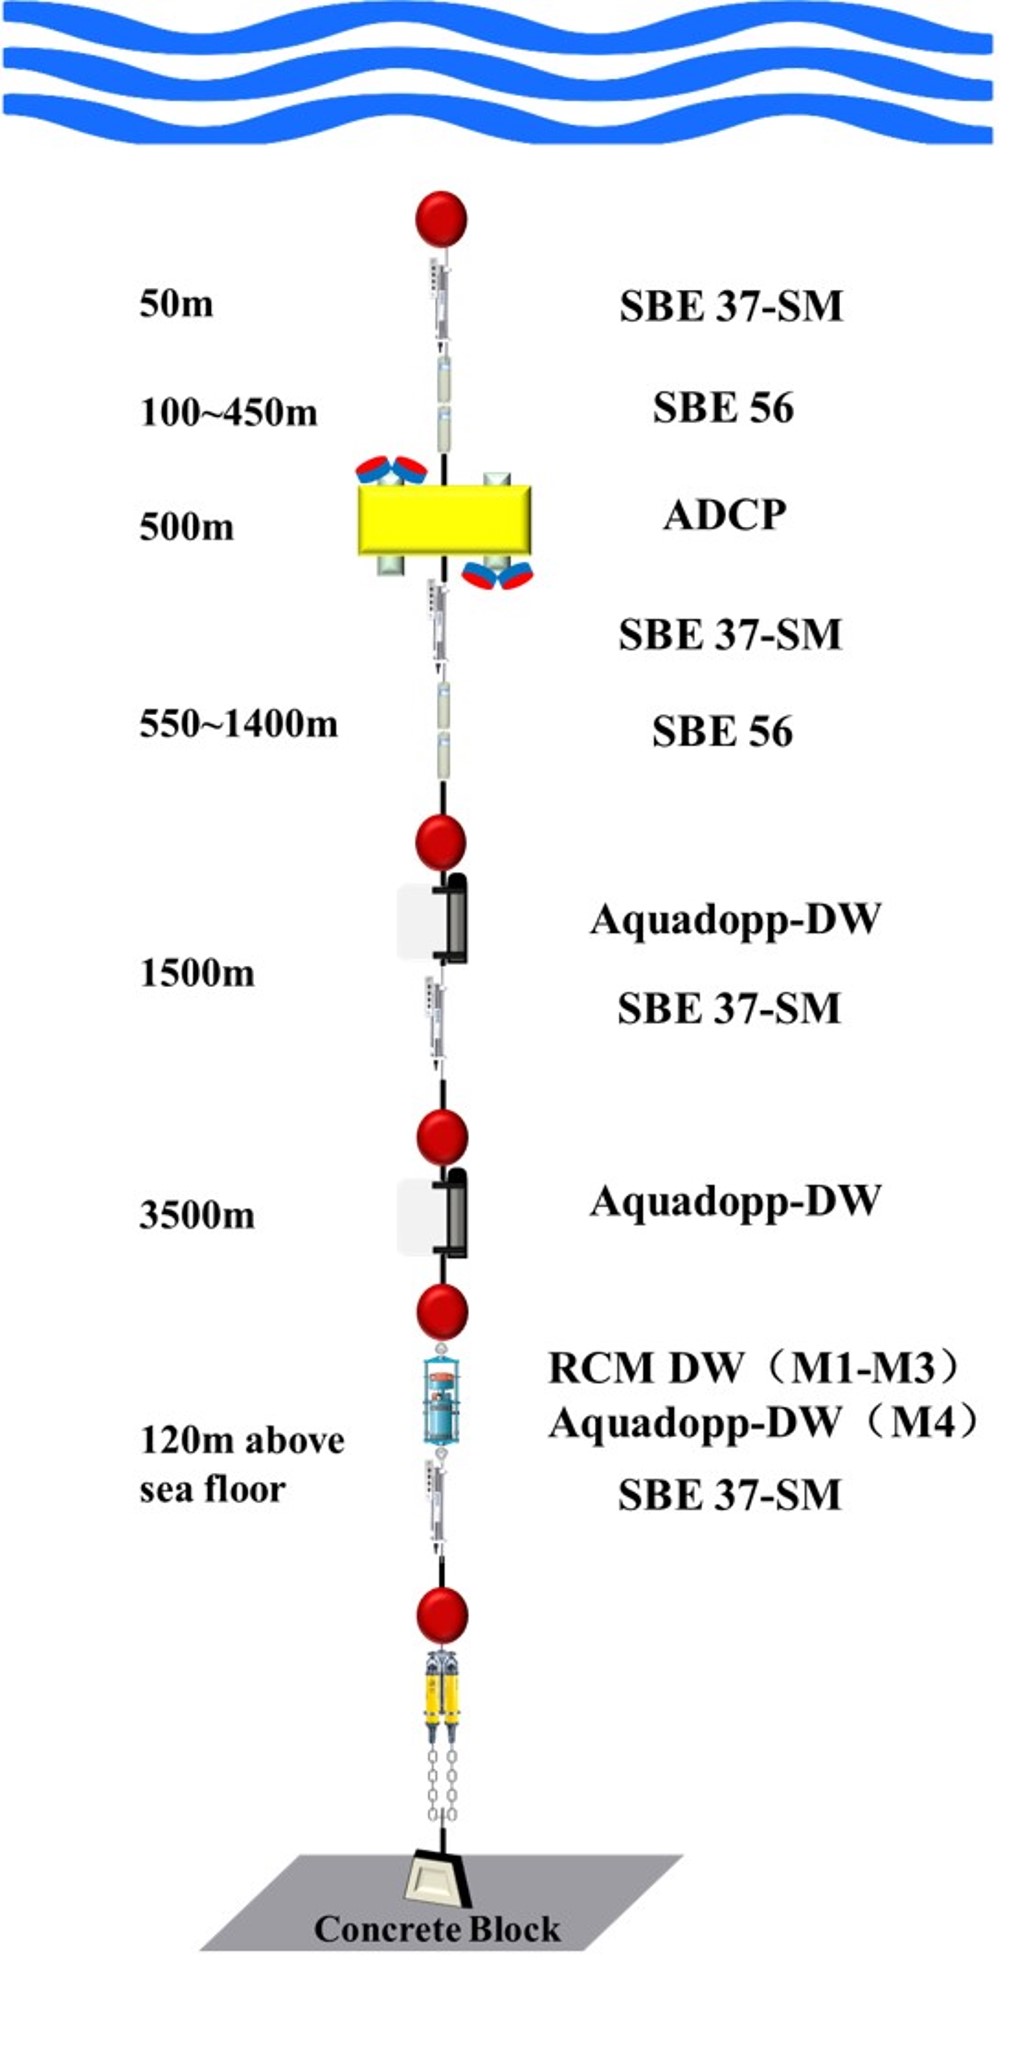 50m
SBE 37-SM
100~450m
SBE 56
500m
ADCP
SBE 37-SM
550~1400m
SBE 56
Aquadopp-DW
1500m
SBE 37-SM
3500m
Aquadopp-DW
RCM DW（M1-M3）
Aquadopp-DW（M4）
120m above
sea floor
SBE 37-SM
Concrete Block